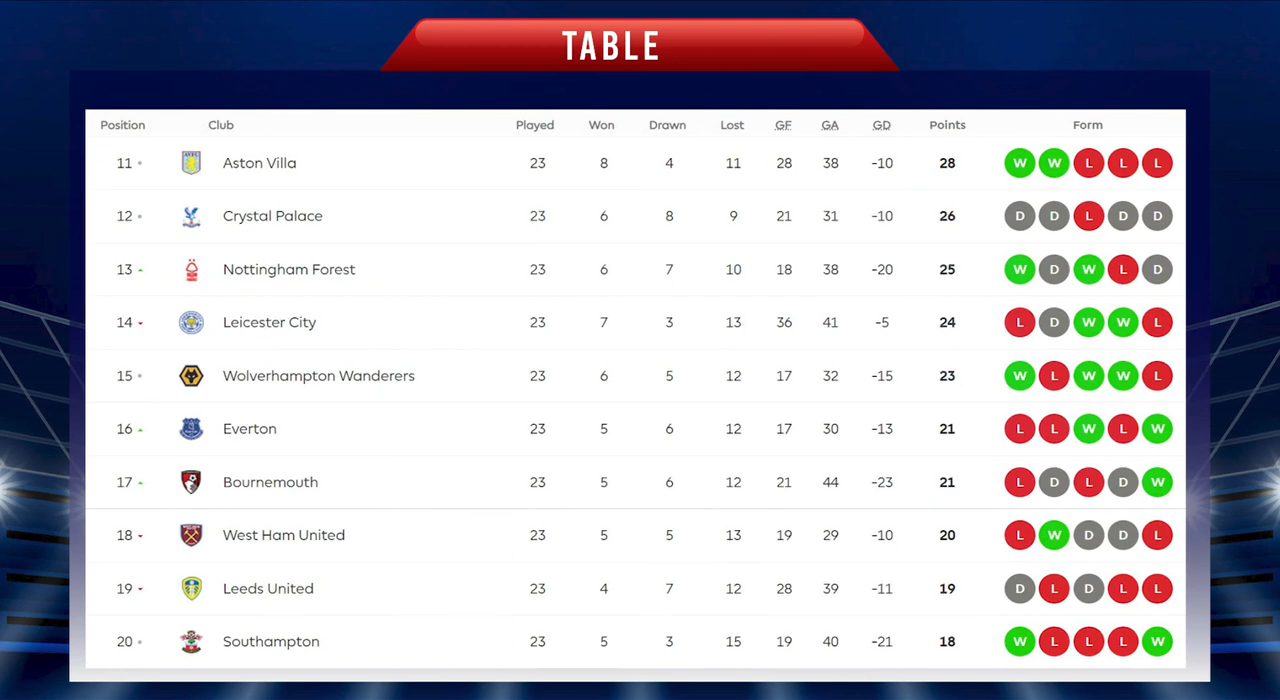 TABLE
Position Club Played Won Drawn Lost GF GA GD Points Form
11 Aston Villa 23 8 4 11 28 38 -10 28 W W L L L
12 Crystal Palace 23 6 8 9 21 31 -10 26 D D L D D
13 Nottingham Forest 23 6 7 10 18 38 -20 25 W D W L D
14 Leicester City 23 7 3 13 36 41 -5 24 L D W W L
15 Wolverhampton Wanderers 23 6 5 12 17 32 -15 23 W L W W L
16 Everton 23 5 6 12 17 30 -13 21 L L W L W
17 Bournemouth 23 5 6 12 21 44 -23 21 L D L D W
18 West Ham United 23 5 5 13 19 29 -10 20 L W D D L
19 Leeds United 23 4 7 12 28 39 -11 19 D L D L L
20 Southampton 23 5 3 15 19 40 -21 18 W L L L W